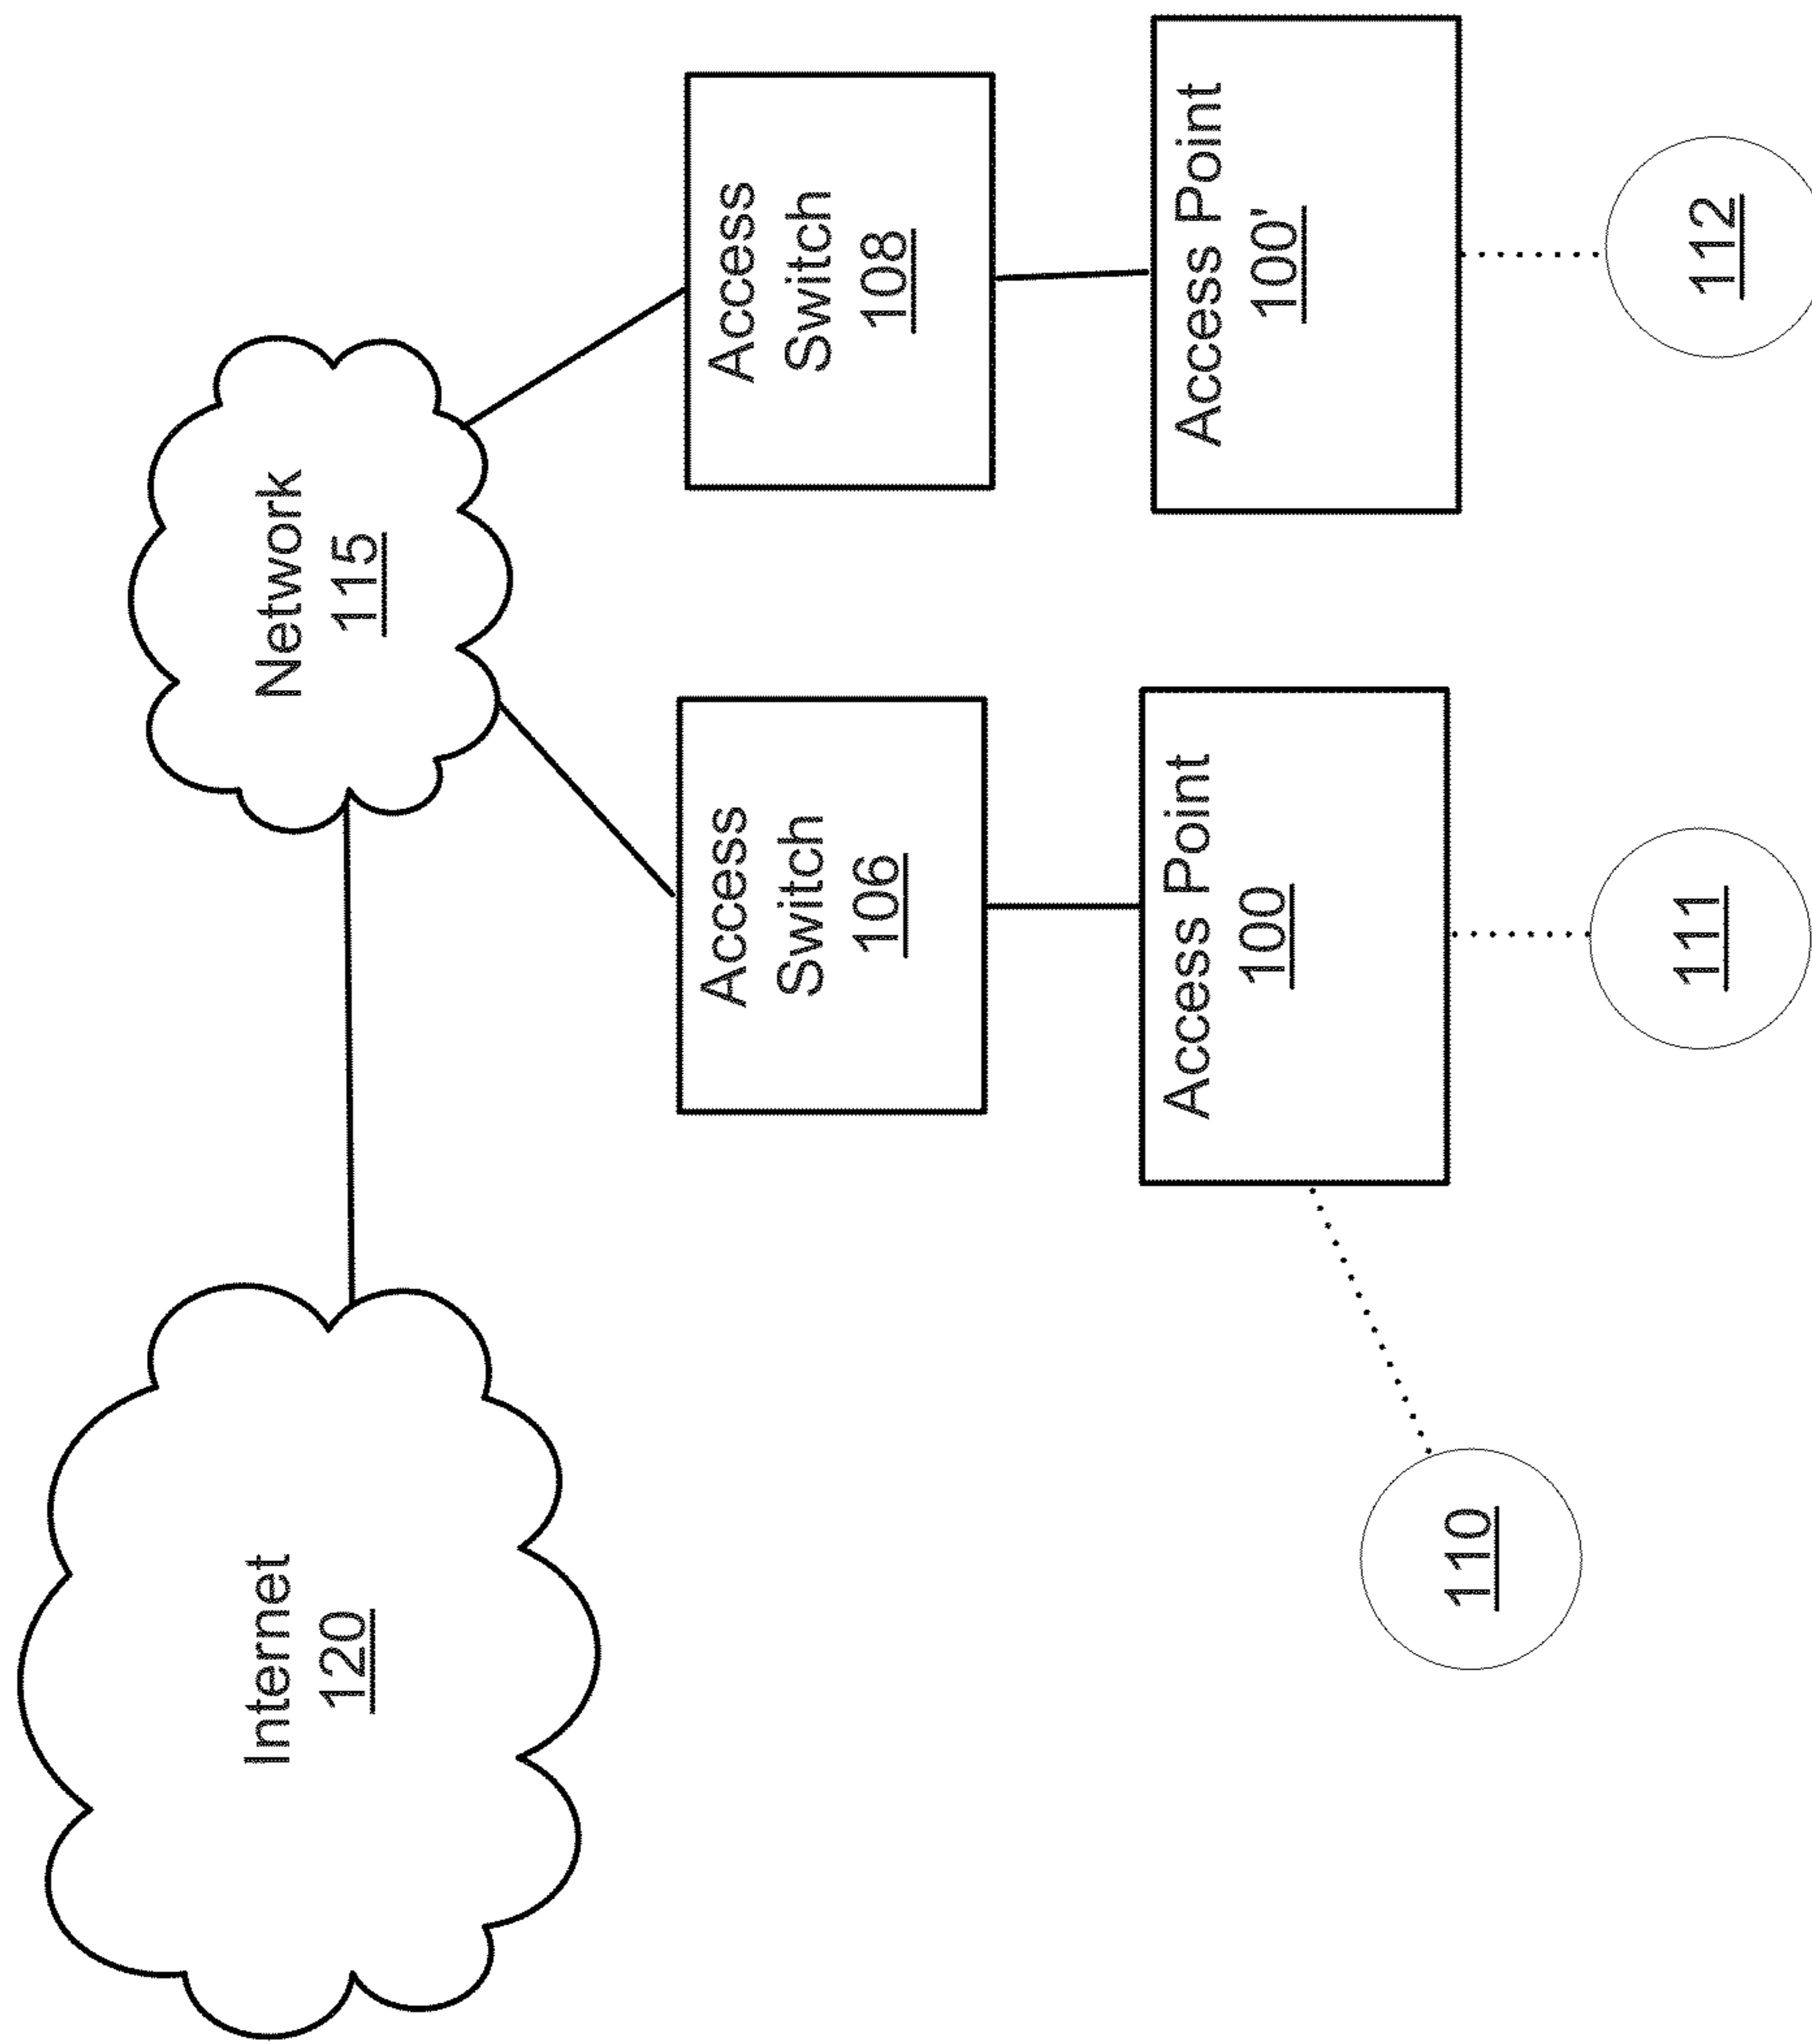 Internet
120
Network
115
Access
Switch
106
Access
Switch
108
Access Point
100
Access Point
100'
110
111
112